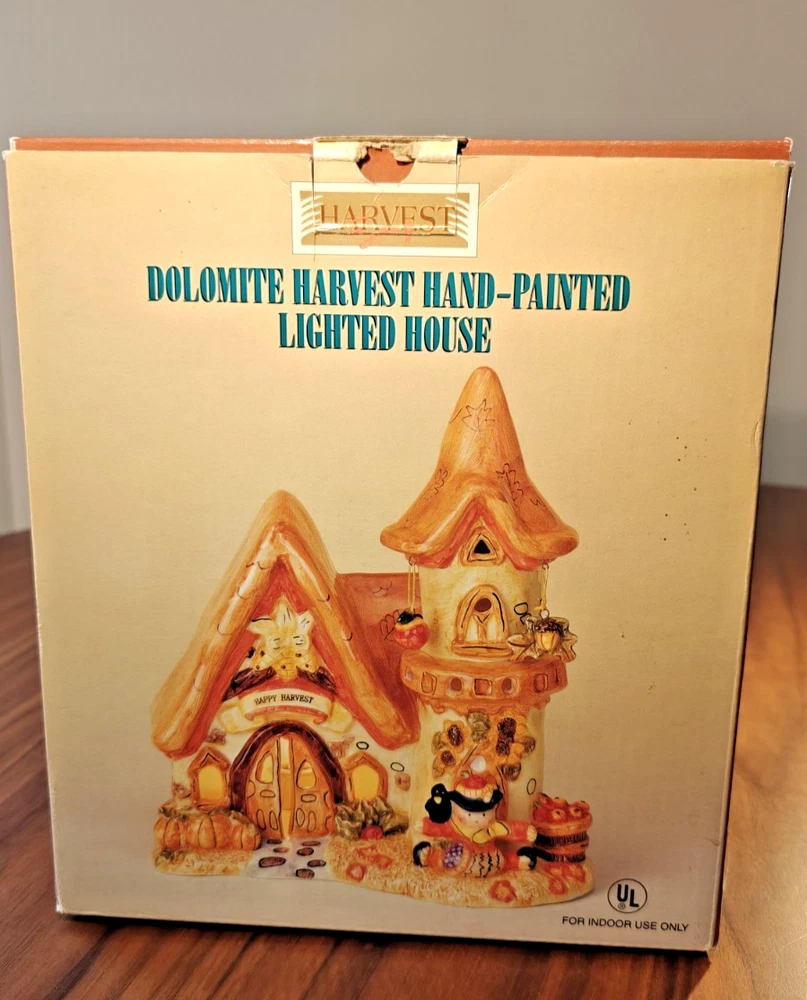 HARVEST
DOLOMITE HARVEST HAND-PAINTED
LIGHTED HOUSE
HAPPY HARVEST
UL
®
FOR INDOOR USE ONLY